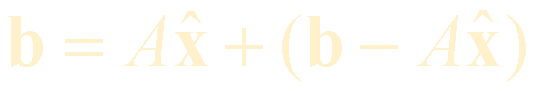 b = Ax̂ + (b − Ax̂)